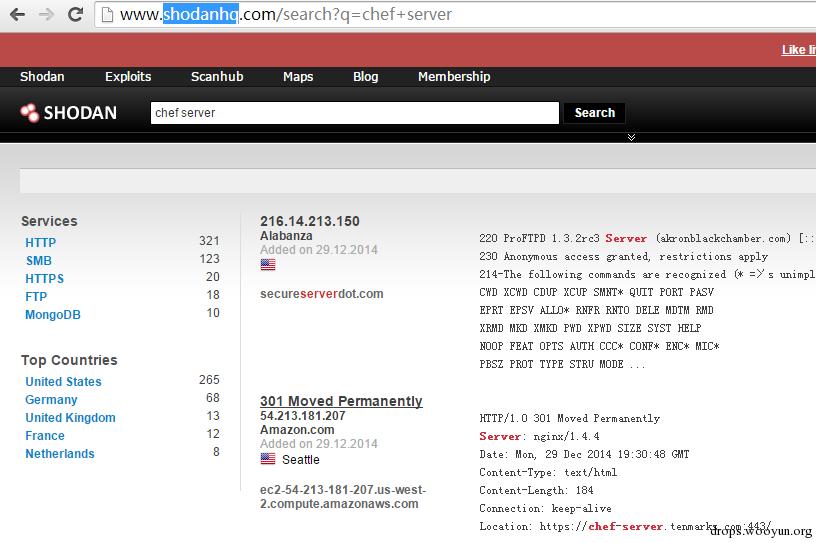 www.shodanhq.com/search?q=chef+server
Like li
Shodan Exploits Scanhub Maps Blog Membership
SHODAN chef server Search
Services
HTTP 321
SMB 123
HTTPS 20
FTP 18
MongoDB 10
Top Countries
United States 265
Germany 68
United Kingdom 13
France 12
Netherlands 8
216.14.213.150
Alabanza
Added on 29.12.2014
secureserverdot.com
220 ProFTPD 1.3.2rc3 Server (akronblackchamber.com) [::
230 Anonymous access granted, restrictions apply
214-The following commands are recognized (* =>'s unimpl
CWD XCWD CDUP XCUP SMNT* QUIT PORT PASV
EPRT EPSV ALLO* RNFR RNTO DELE MDTM RMD
XRMD MKD XMKD PWD XPWD SIZE SYST HELP
NOOP FEAT OPTS AUTH CCC* CONF* ENC* MIC*
PBSZ PROT TYPE STRU MODE ...
301 Moved Permanently
54.213.181.207
Amazon.com
Added on 29.12.2014
Seattle
ec2-54-213-181-207.us-west-
2.compute.amazonaws.com
HTTP/1.0 301 Moved Permanently
Server: nginx/1.4.4
Date: Mon, 29 Dec 2014 19:30:48 GMT
Content-Type: text/html
Content-Length: 184
Connection: keep-alive
Location: https://chef-server.tenmarks.com:443/
drops.wooyun.org